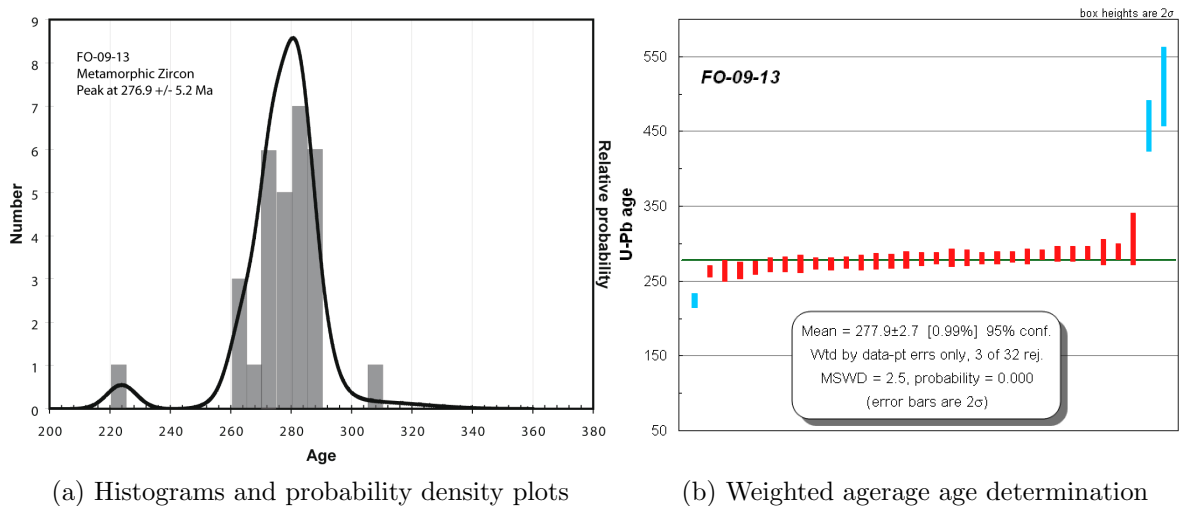 9
8
7
6
5
4
3
2
1
0
Number
FO-09-13
Metamorphic Zircon
Peak at 276.9 +/- 5.2 Ma
200 220 240 260 280 300 320 340 360 380
Age
Relative probability
(a) Histograms and probability density plots
box heights are 2σ
550
450
350
250
150
50
U-Pb age
FO-09-13
Mean = 277.9±2.7 [0.99%] 95% conf.
Wtd by data-pt errs only, 3 of 32 rej.
MSWD = 2.5, probability = 0.000
(error bars are 2σ)
(b) Weighted agerage age determination